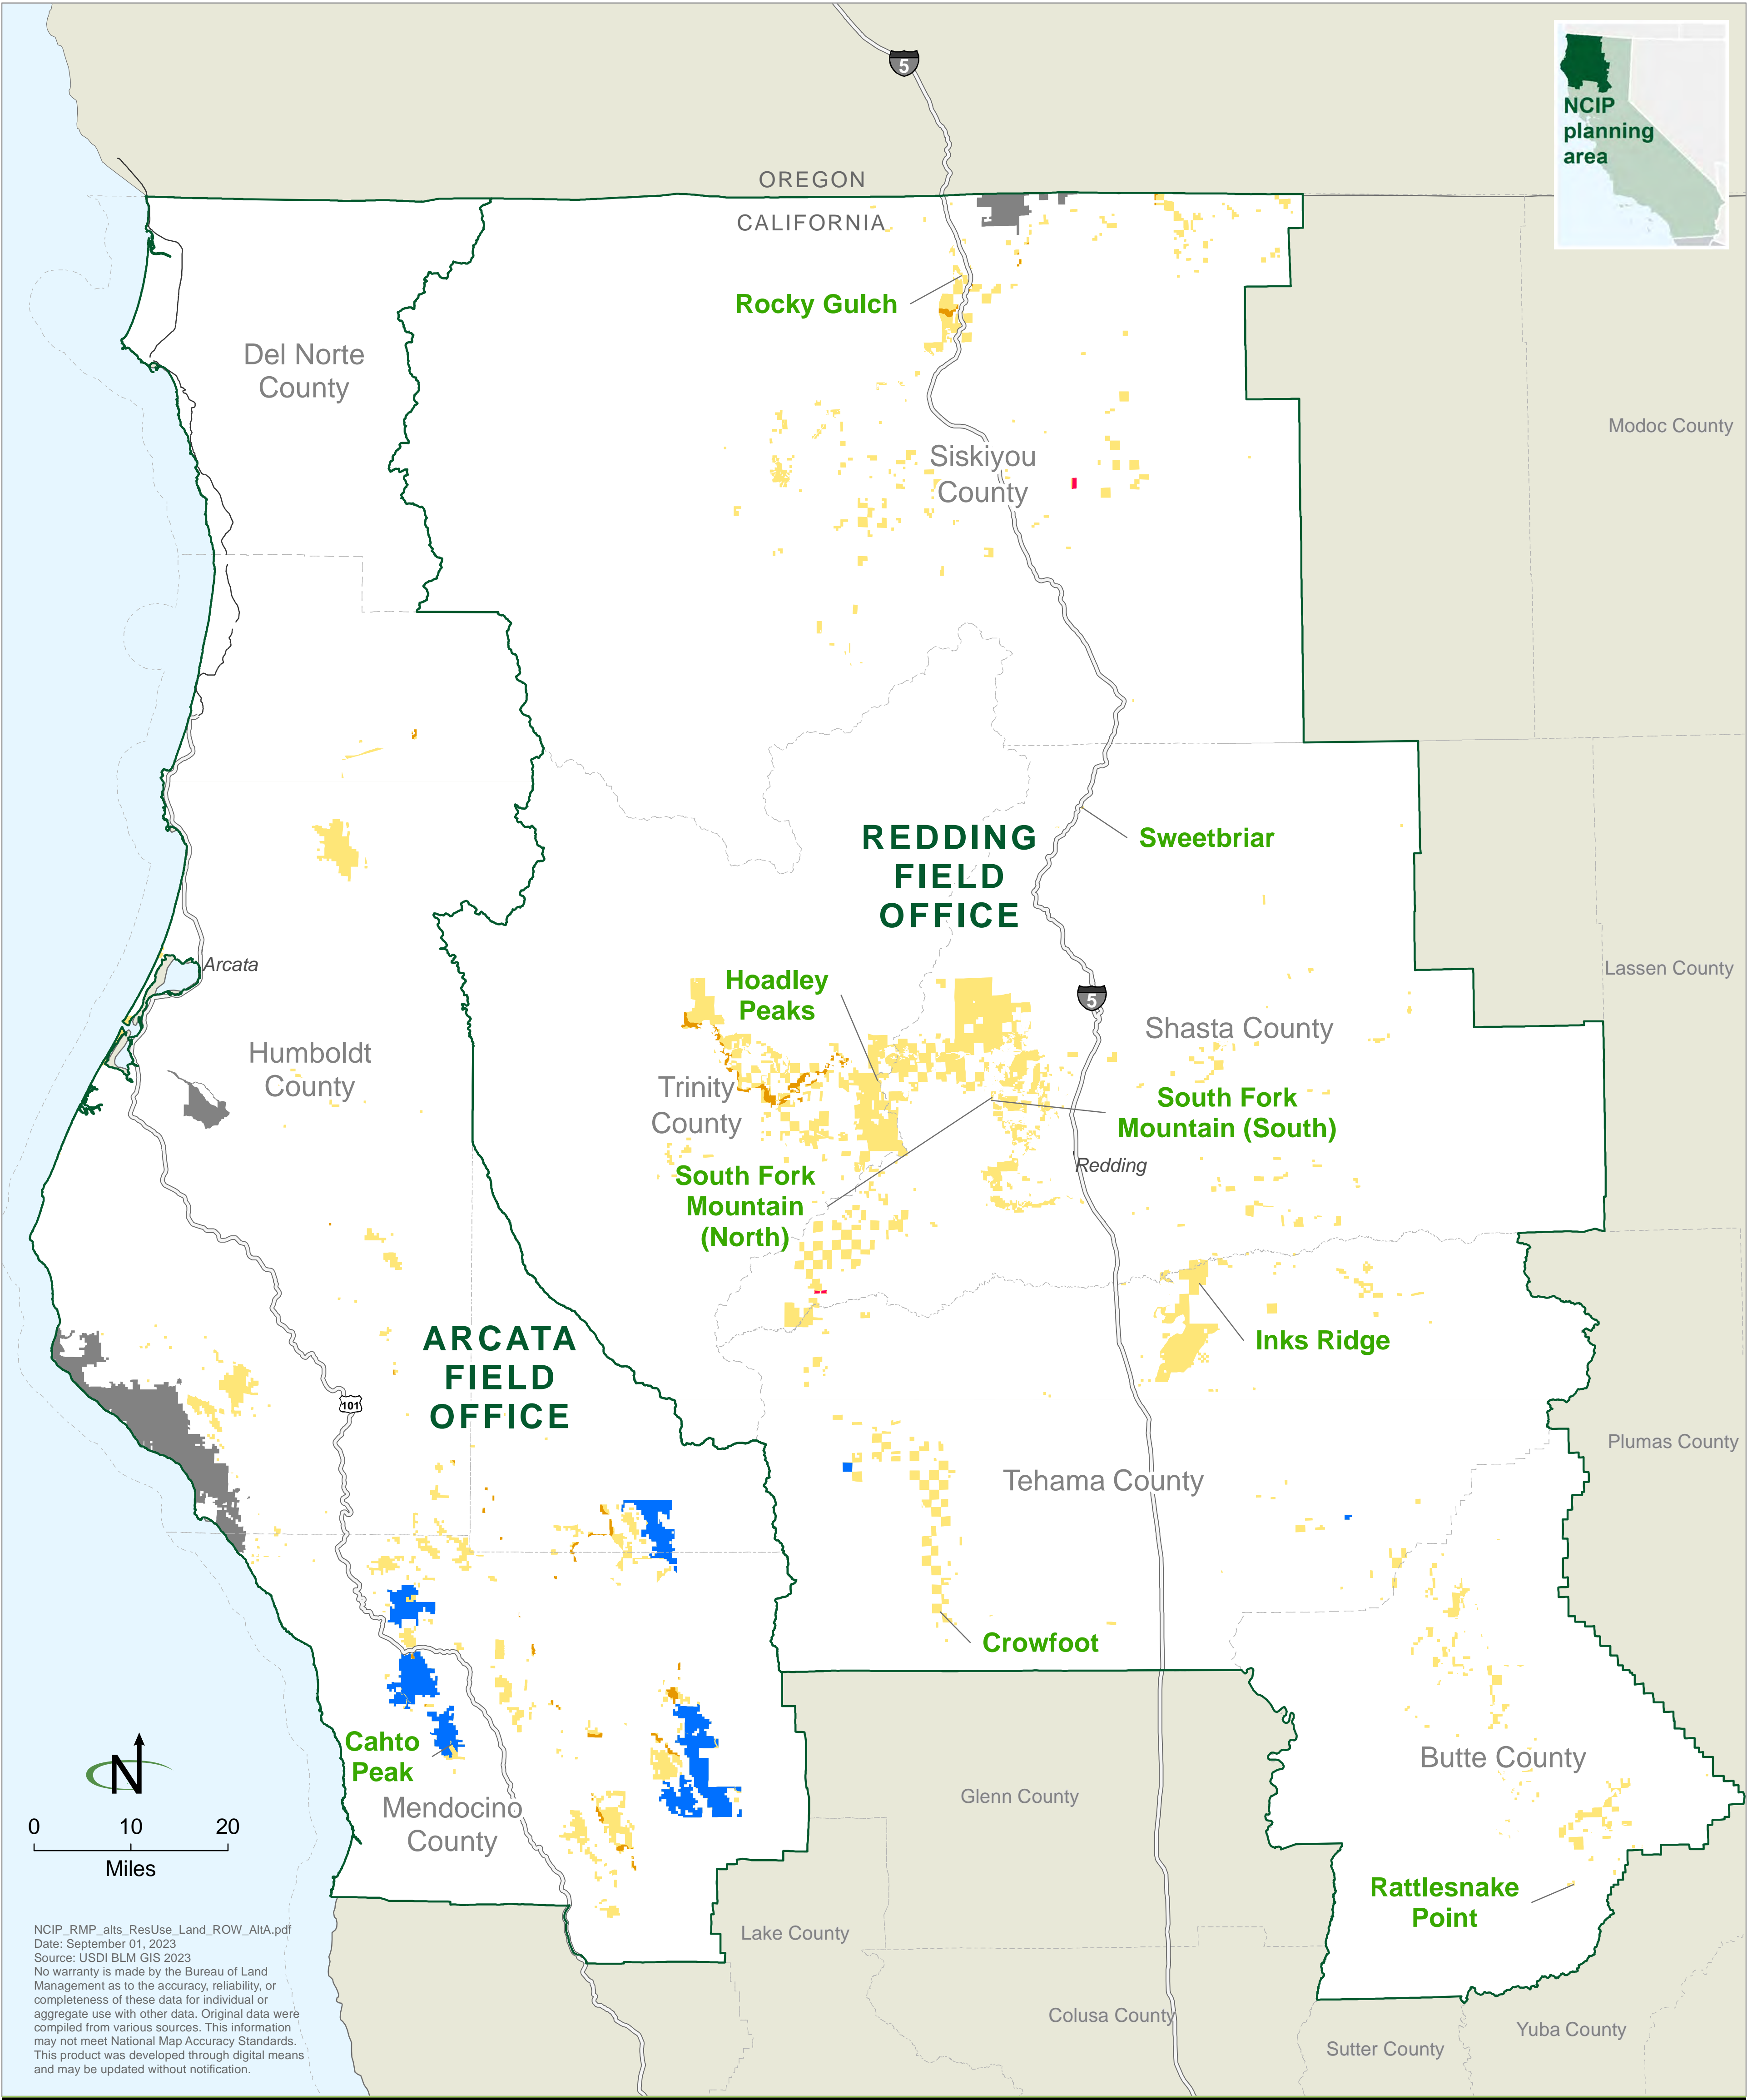 5
NCIP
planning
area
OREGON
CALIFORNIA
Rocky Gulch
Del Norte
County
Modoc County
Siskiyou
County
REDDING
FIELD
OFFICE
Sweetbriar
Arcata
Hoadley
Peaks
Lassen County
5
Shasta County
Humboldt
County
Trinity
County
South Fork
Mountain (South)
Redding
South Fork
Mountain
(North)
Inks Ridge
ARCATA
FIELD
OFFICE
101
Plumas County
Tehama County
Crowfoot
Cahto
Peak
Butte County
Glenn County
Mendocino
County
N
0 10 20
Miles
Rattlesnake
Point
Lake County
Colusa County
Yuba County
Sutter County
NCIP_RMP_alts_ResUse_Land_ROW_AltA.pdf
Date: September 01, 2023
Source: USDI BLM GIS 2023
No warranty is made by the Bureau of Land
Management as to the accuracy, reliability, or
completeness of these data for individual or
aggregate use with other data. Original data were
compiled from various sources. This information
may not meet National Map Accuracy Standards.
This product was developed through digital means
and may be updated without notification.